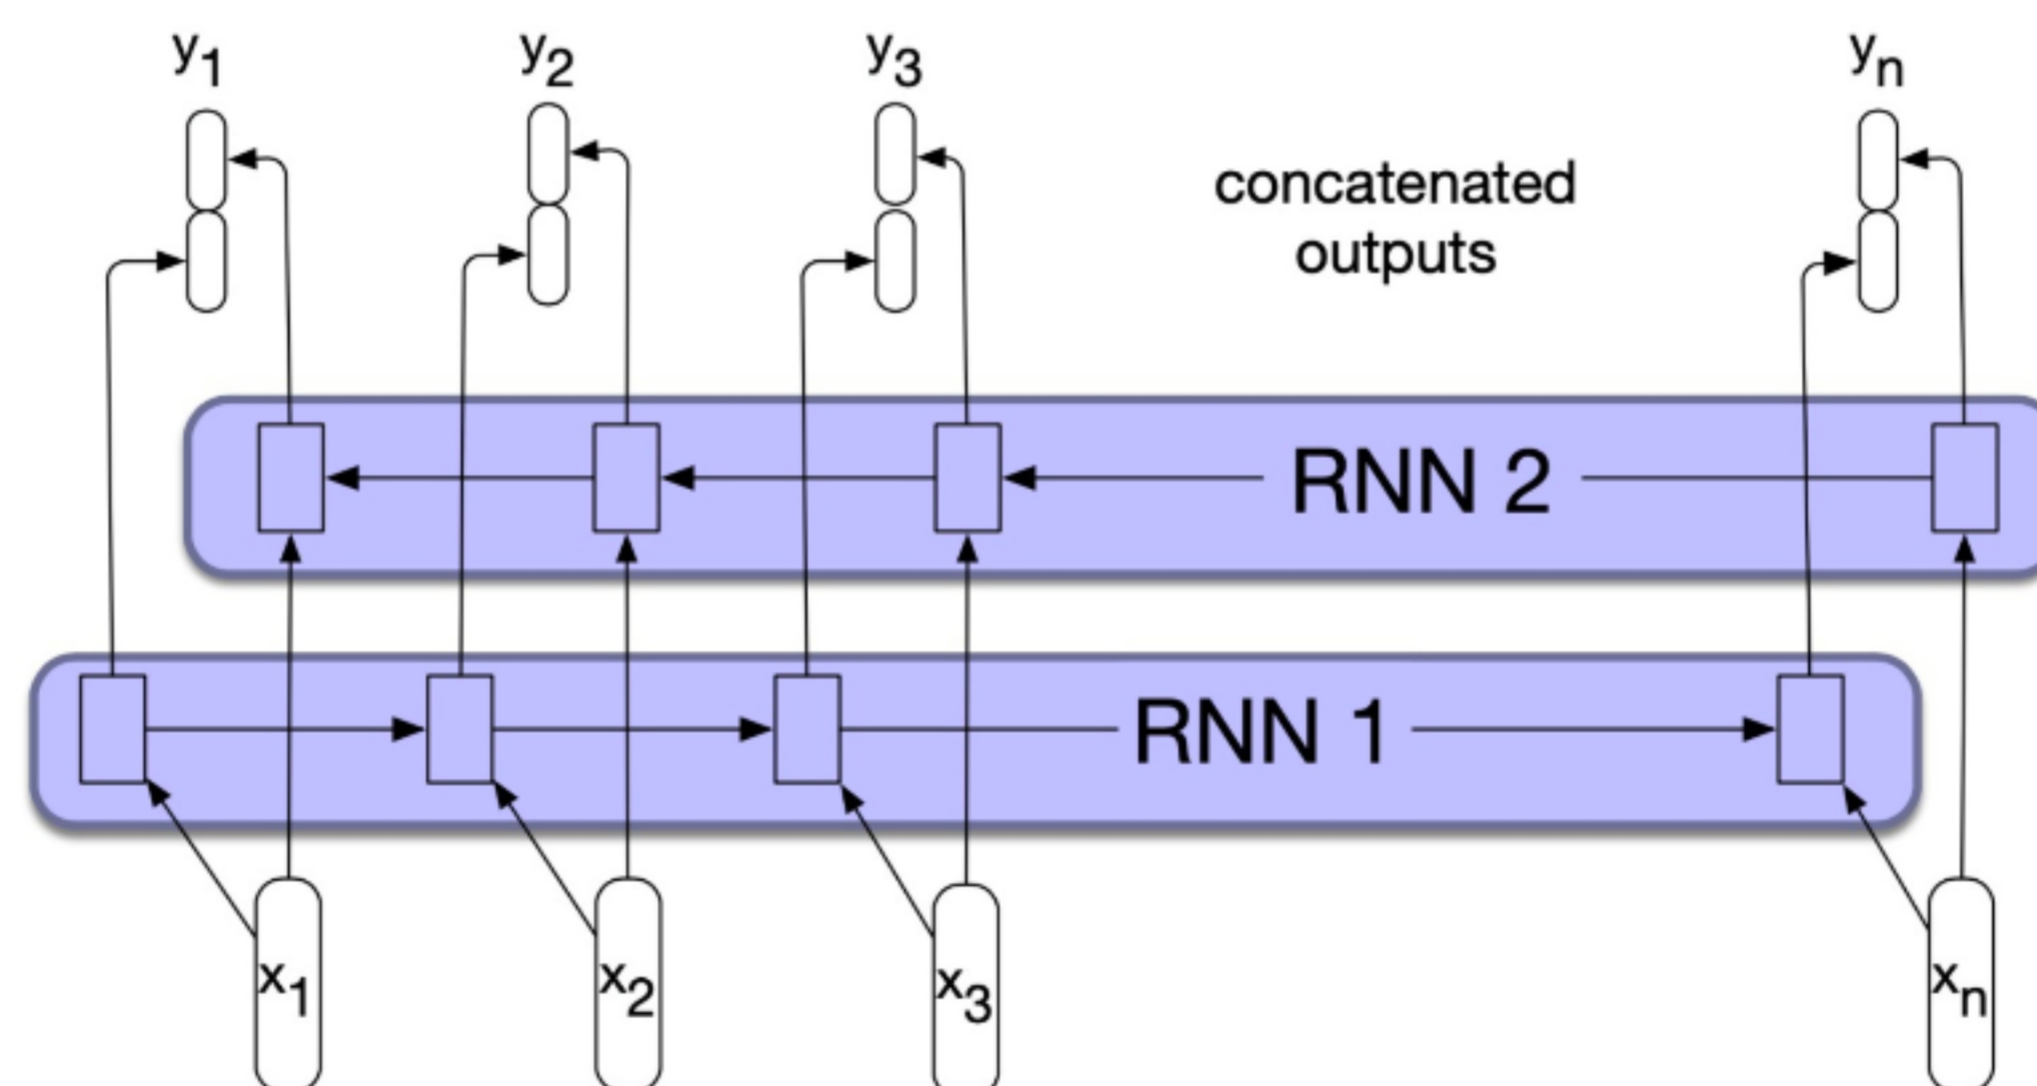 y1 y2 y3 yn
concatenated
outputs
RNN 2
RNN 1
x1 x2 x3 xn